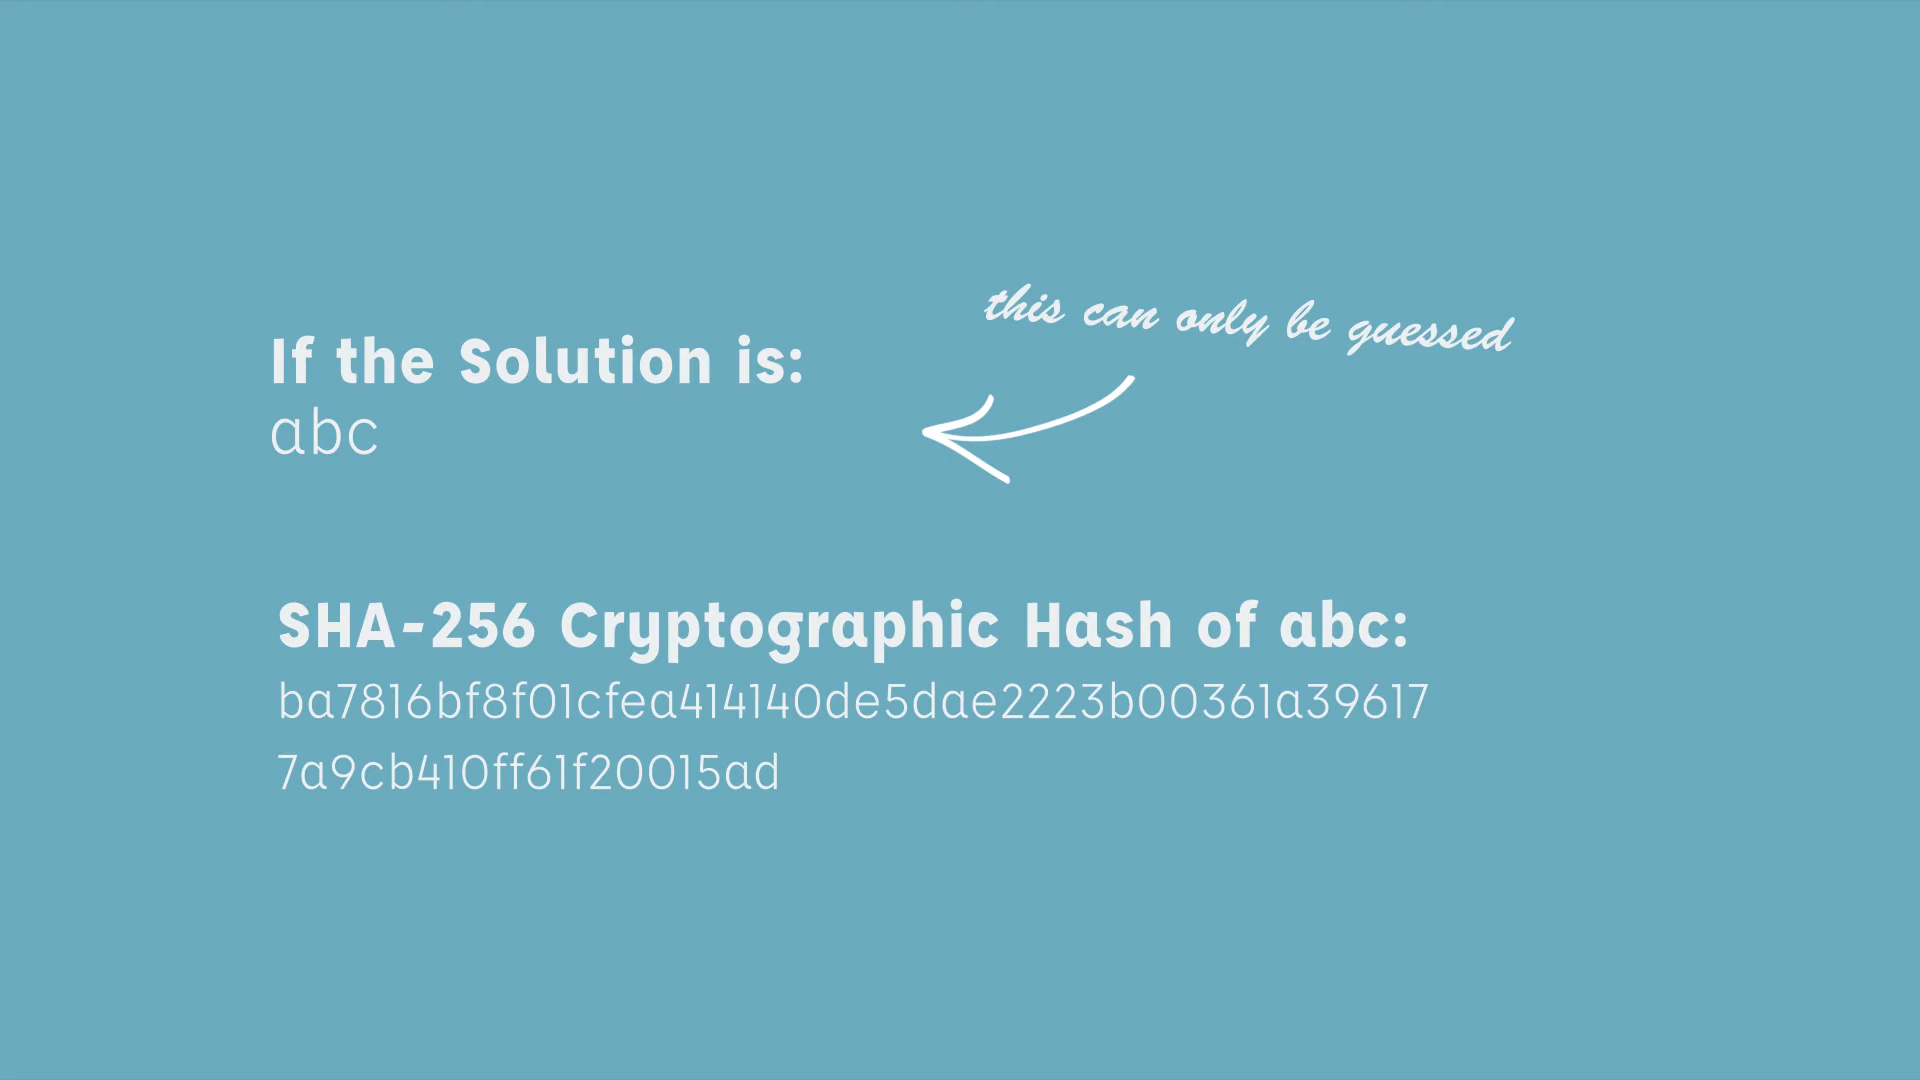 this can only be guessed
If the Solution is:
abc
SHA-256 Cryptographic Hash of abc:
ba7816bf8f01cfea414140de5dae2223b00361a39617
7a9cb410ff61f20015ad